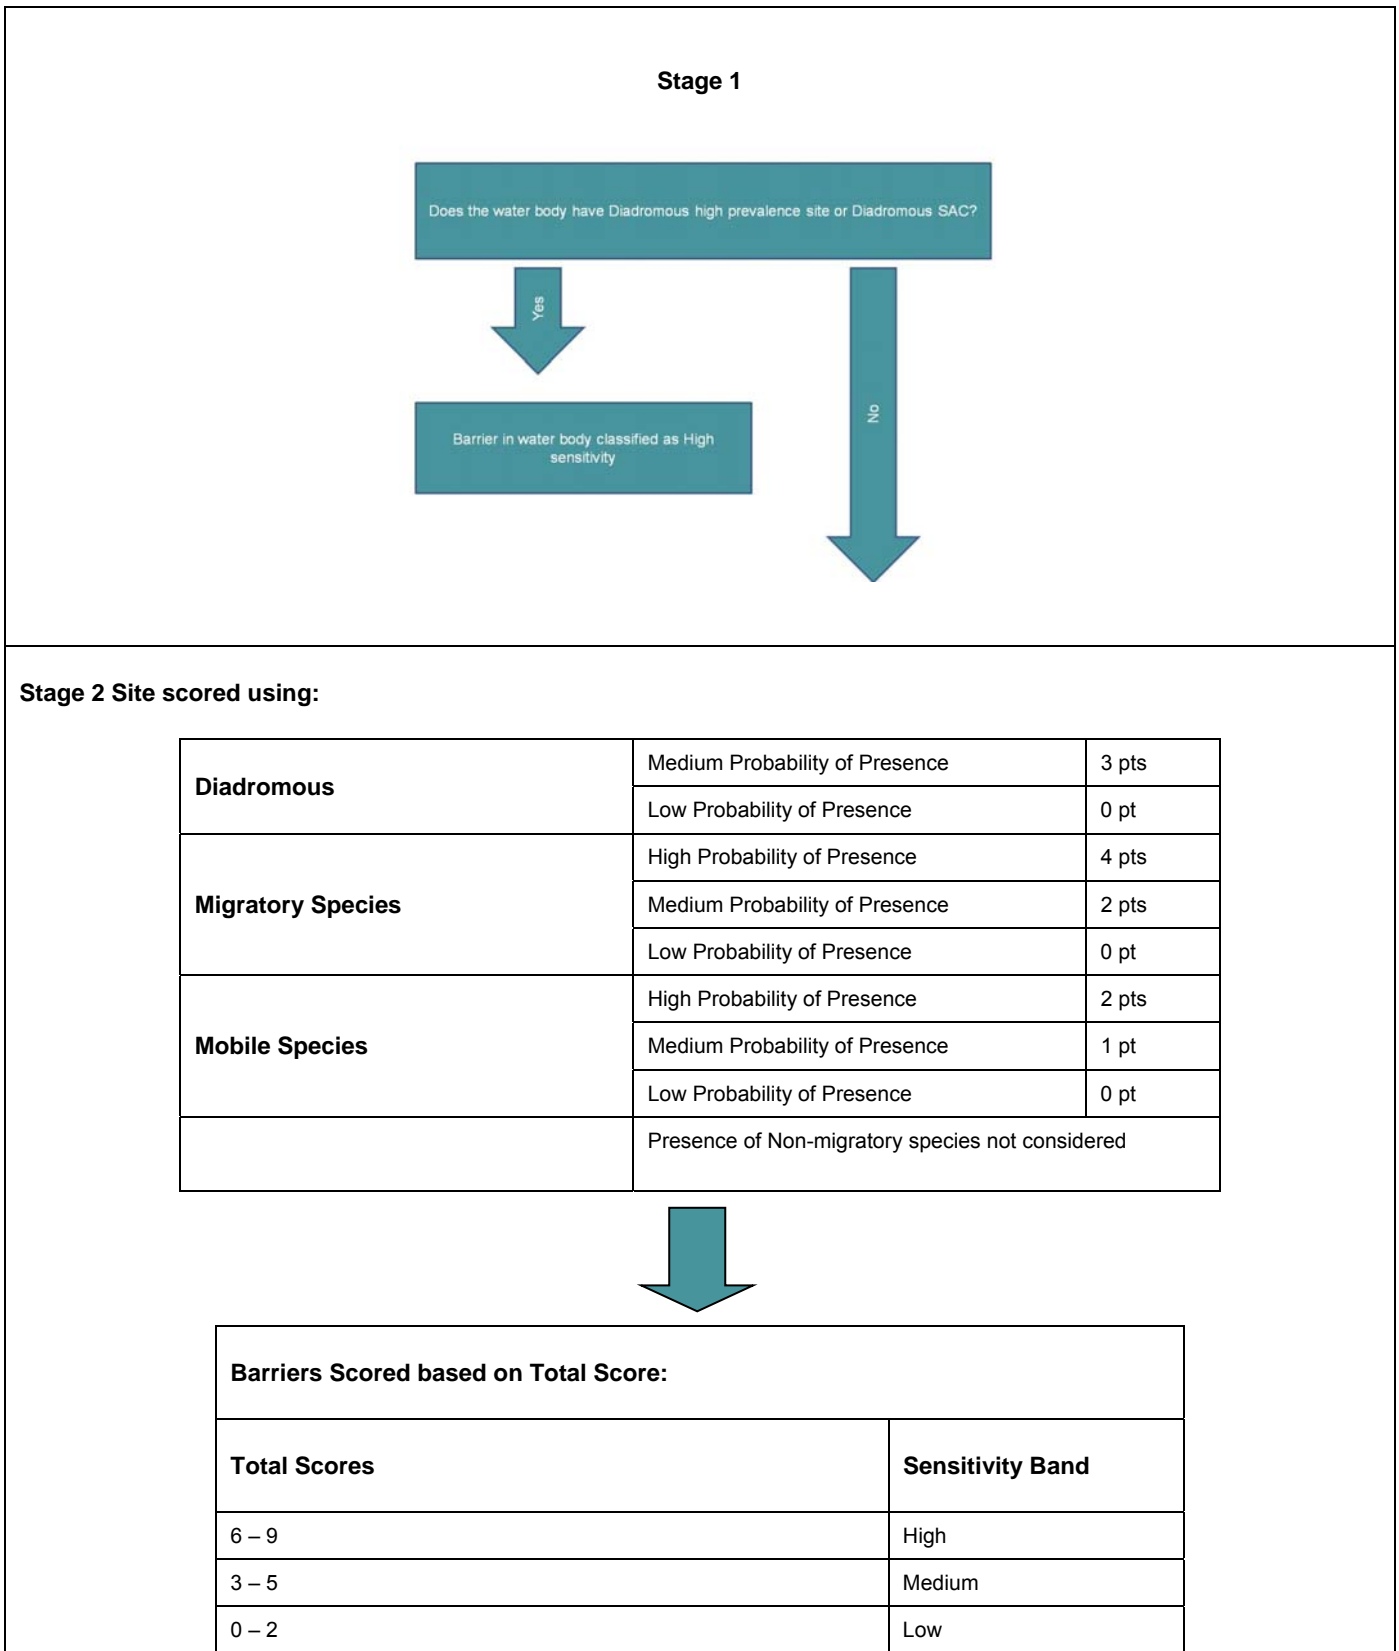 Stage 1
Does the water body have Diadromous high prevalence site or Diadromous SAC?
Yes
No
Barrier in water body classified as High
sensitivity
Stage 2 Site scored using:
Diadromous
Medium Probability of Presence 3 pts
Low Probability of Presence 0 pt
Migratory Species
High Probability of Presence 4 pts
Medium Probability of Presence 2 pts
Low Probability of Presence 0 pt
Mobile Species
High Probability of Presence 2 pts
Medium Probability of Presence 1 pt
Low Probability of Presence 0 pt
Presence of Non-migratory species not considered
Barriers Scored based on Total Score:
Total Scores Sensitivity Band
6 – 9 High
3 – 5 Medium
0 – 2 Low